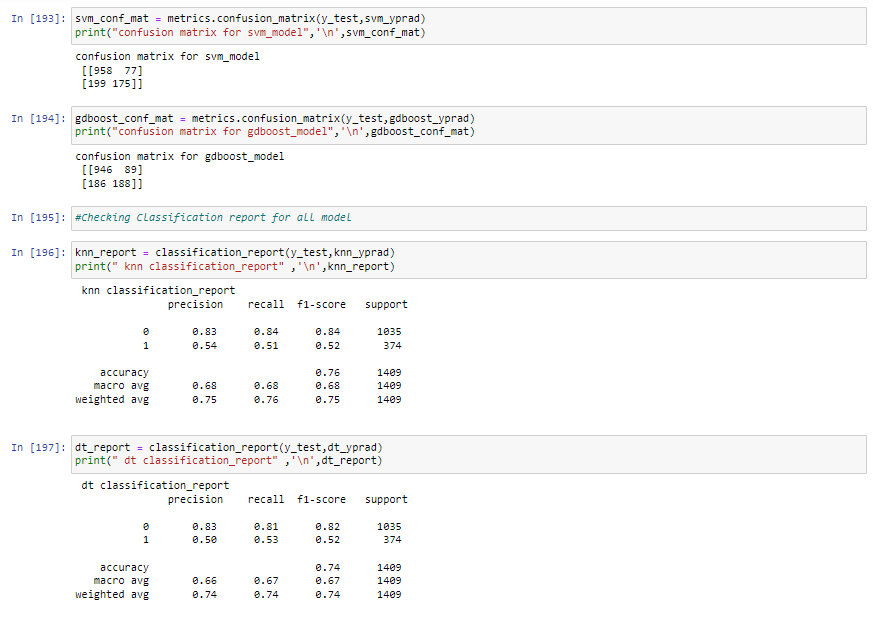 In [193]: svm_conf_mat = metrics.confusion_matrix(y_test,svm_yprad)
print("confusion matrix for svm_model",'\n',svm_conf_mat)
confusion matrix for svm_model
[[958 77]
[199 175]]
In [194]: gdboost_conf_mat = metrics.confusion_matrix(y_test,gdboost_yprad)
print("confusion matrix for gdboost_model",'\n',gdboost_conf_mat)
confusion matrix for gdboost_model
[[946 89]
[186 188]]
In [195]: #Checking Classification report for all model
In [196]: knn_report = classification_report(y_test,knn_yprad)
print(" knn classification_report" ,'\n',knn_report)
knn classification_report
precision recall f1-score support
0 0.83 0.84 0.84 1035
1 0.54 0.51 0.52 374
accuracy 0.76 1409
macro avg 0.68 0.68 0.68 1409
weighted avg 0.75 0.76 0.75 1409
In [197]: dt_report = classification_report(y_test,dt_yprad)
print(" dt classification_report" ,'\n',dt_report)
dt classification_report
precision recall f1-score support
0 0.83 0.81 0.82 1035
1 0.50 0.53 0.52 374
accuracy 0.74 1409
macro avg 0.66 0.67 0.67 1409
weighted avg 0.74 0.74 0.74 1409